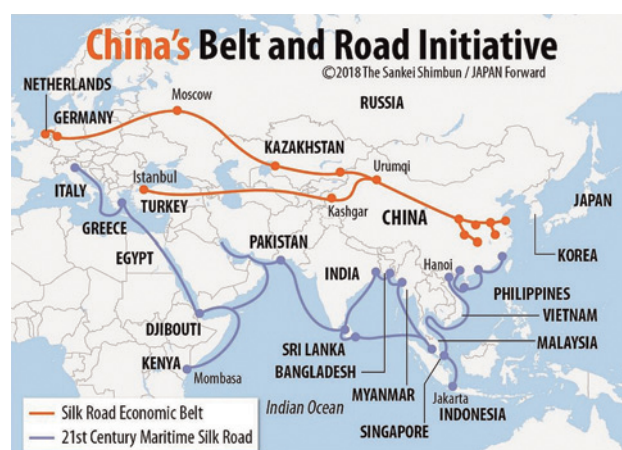 China's Belt and Road Initiative
©2018 The Sankei Shimbun / JAPAN Forward
NETHERLANDS
GERMANY
Moscow
RUSSIA
KAZAKHSTAN
Urumqi
ITALY
Istanbul
TURKEY
Kashgar
CHINA
JAPAN
GREECE
EGYPT
PAKISTAN
KOREA
INDIA
Hanoi
PHILIPPINES
DJIBOUTI
VIETNAM
SRI LANKA
MALAYSIA
KENYA
Mombasa
BANGLADESH
MYANMAR
Jakarta
Indian Ocean
INDONESIA
SINGAPORE
Silk Road Economic Belt
21st Century Maritime Silk Road